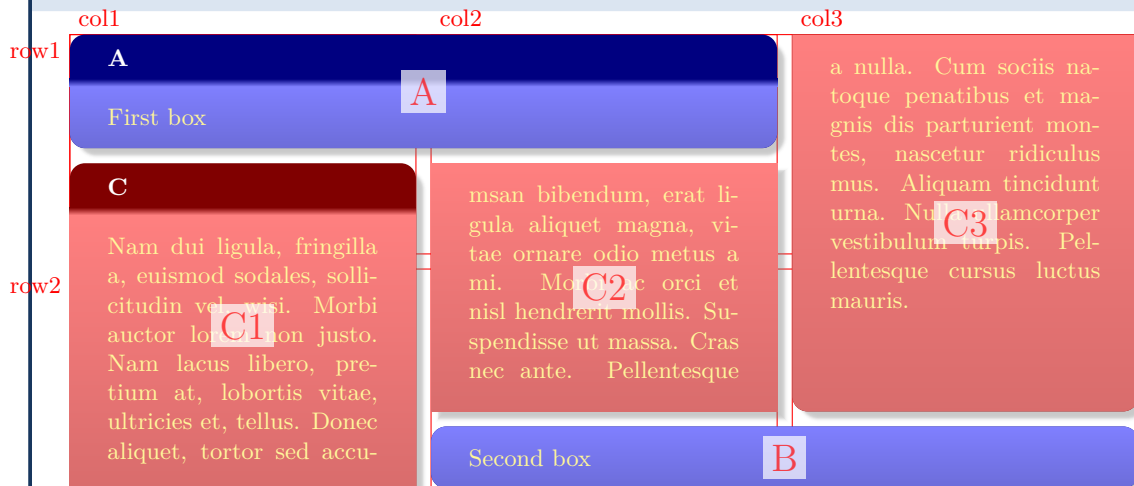 col1
col2
col3
row1
A
First box
A
C
Nam dui ligula, fringilla
a, euismod sodales, solli-
citudin vel, wisi. Morbi
auctor lorem non justo.
Nam lacus libero, pre-
tium at, lobortis vitae,
ultricies et, tellus. Donec
aliquet, tortor sed accu-
C1
row2
msan bibendum, erat li-
gula aliquet magna, vi-
tae ornare odio metus a
mi. Morbi ac orci et
nisl hendrerit mollis. Su-
spendisse ut massa. Cras
nec ante. Pellentesque
C2
a nulla. Cum sociis na-
toque penatibus et ma-
gnis dis parturient mon-
tes, nascetur ridiculus
mus. Aliquam tincidunt
urna. Nulla ullamcorper
vestibulum turpis. Pel-
lentesque cursus luctus
mauris.
C3
Second box
B